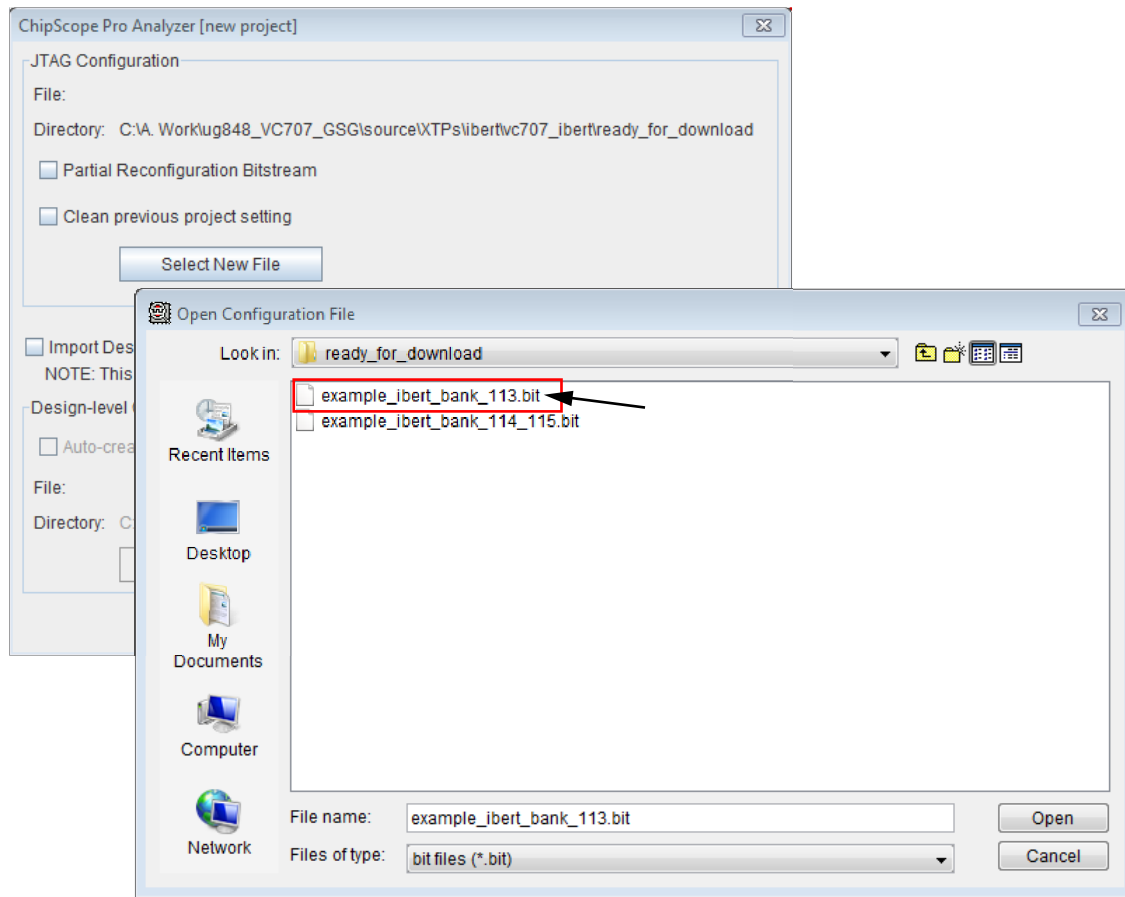 ChipScope Pro Analyzer [new project]
JTAG Configuration
File:
Directory: C:\A. Work\ug848_VC707_GSG\source\XTPs\ibert\vc707_ibert\ready_for_download
Partial Reconfiguration Bitstream
Clean previous project setting
Select New File
Import Des
NOTE: This
Design-level
Auto-crea
File:
Directory: C:
Open Configuration File
Look in: ready_for_download
example_ibert_bank_113.bit
example_ibert_bank_114_115.bit
Recent Items
Desktop
My
Documents
Computer
Network
File name: example_ibert_bank_113.bit
Open
Files of type: bit files (*.bit)
Cancel